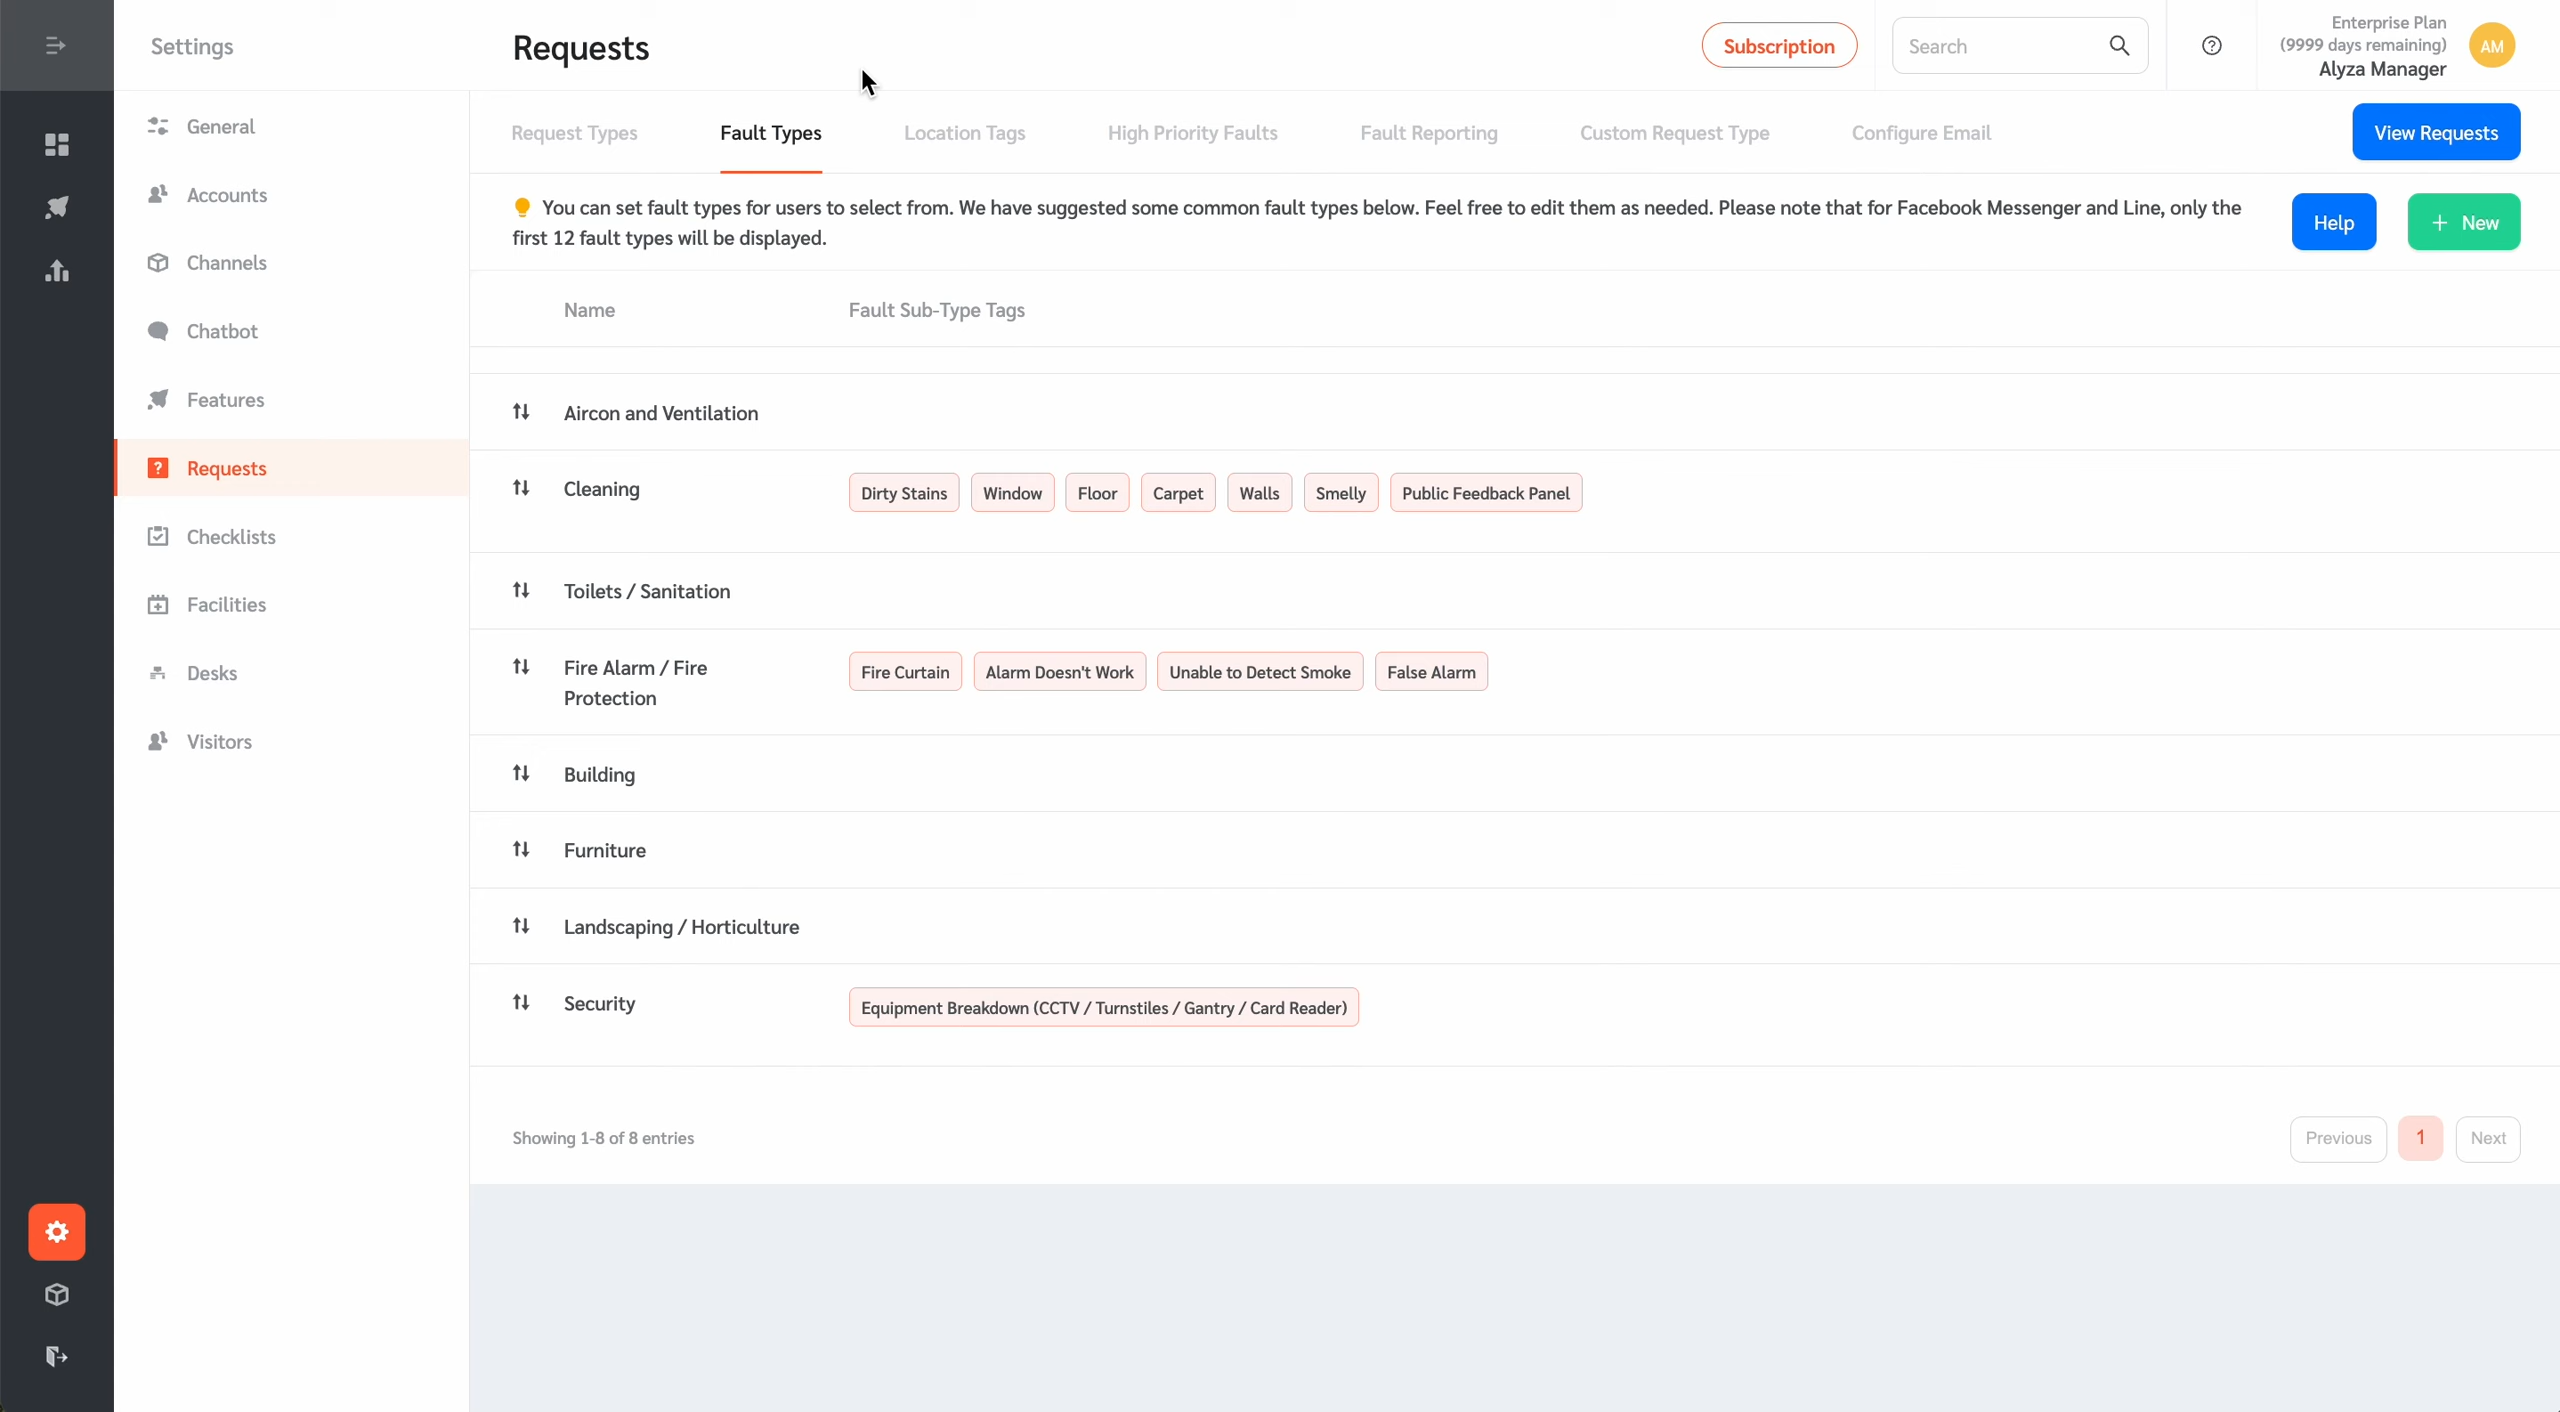 Settings
Requests
Subscription
Search
Enterprise Plan
(9999 days remaining)
Alyza Manager
AM
General
Accounts
Channels
Chatbot
Features
Requests
Checklists
Facilities
Desks
Visitors
Request Types
Fault Types
Location Tags
High Priority Faults
Fault Reporting
Custom Request Type
Configure Email
View Requests
You can set fault types for users to select from. We have suggested some common fault types below. Feel free to edit them as needed. Please note that for Facebook Messenger and Line, only the
first 12 fault types will be displayed.
Help
+ New
Name
Fault Sub-Type Tags
Aircon and Ventilation
Cleaning
Dirty Stains
Window
Floor
Carpet
Walls
Smelly
Public Feedback Panel
Toilets / Sanitation
Fire Alarm / Fire
Protection
Fire Curtain
Alarm Doesn't Work
Unable to Detect Smoke
False Alarm
Building
Furniture
Landscaping / Horticulture
Security
Equipment Breakdown (CCTV / Turnstiles / Gantry / Card Reader)
Showing 1-8 of 8 entries
Previous
1
Next